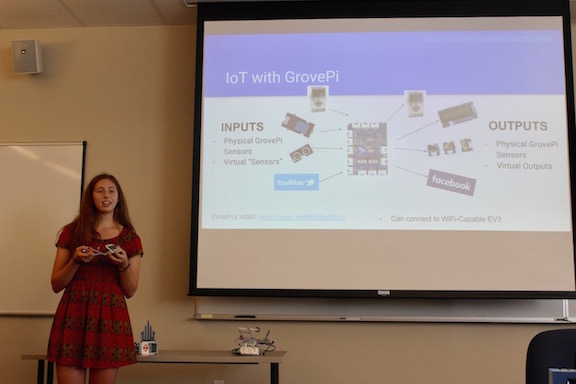 IoT with GrovePi
INPUTS
- Physical GrovePi
Sensors
- Virtual "Sensors"
twitter
OUTPUTS
- Physical GrovePi
Sensors
- Virtual Outputs
facebook
EXAMPLE VIDEO:
- Can connect to WiFi-Capable EV3